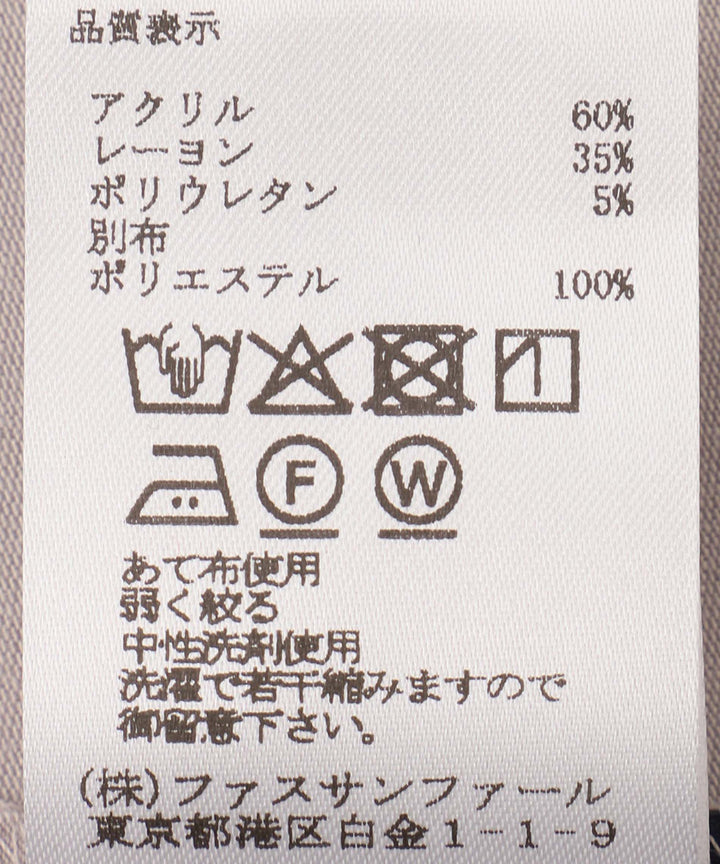 品質表示
アクリル 60%
レーヨン 35%
ポリウレタン 5%
別布
ポリエステル 100%
F W
あて布使用
弱く絞る
中性洗剤使用
洗濯で若干縮みますので
御留意下さい。
(株)ファスサンファール
東京都港区白金1-1-9